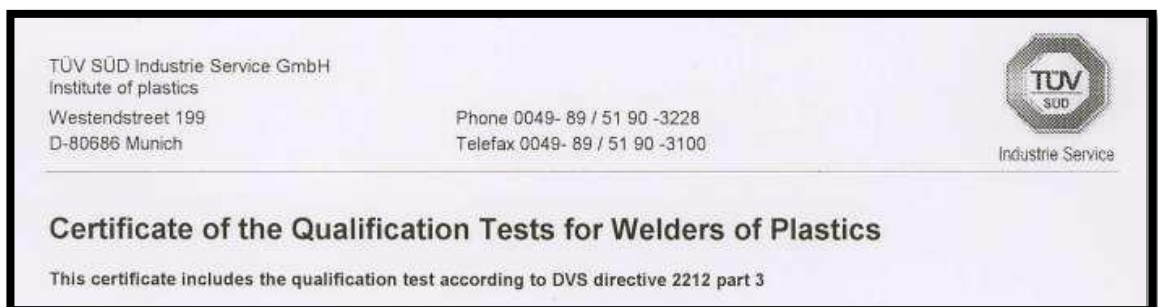 TÜV SÜD Industrie Service GmbH
Institute of plastics
Westendstreet 199
D-80686 Munich
Phone 0049- 89 / 51 90 -3228
Telefax 0049- 89 / 51 90 -3100
TÜV
SÜD
Industrie Service
Certificate of the Qualification Tests for Welders of Plastics
This certificate includes the qualification test according to DVS directive 2212 part 3